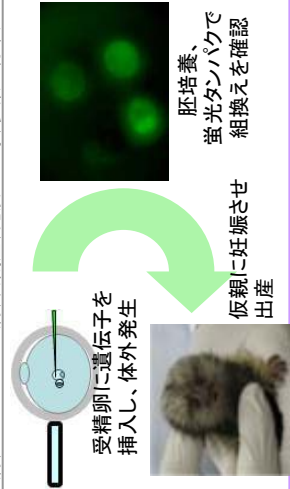 受精卵に遺伝子を
挿入し、体外発生
胚培養、
蛍光タンパクで
組換えを確認
仮親に妊娠させ
出産